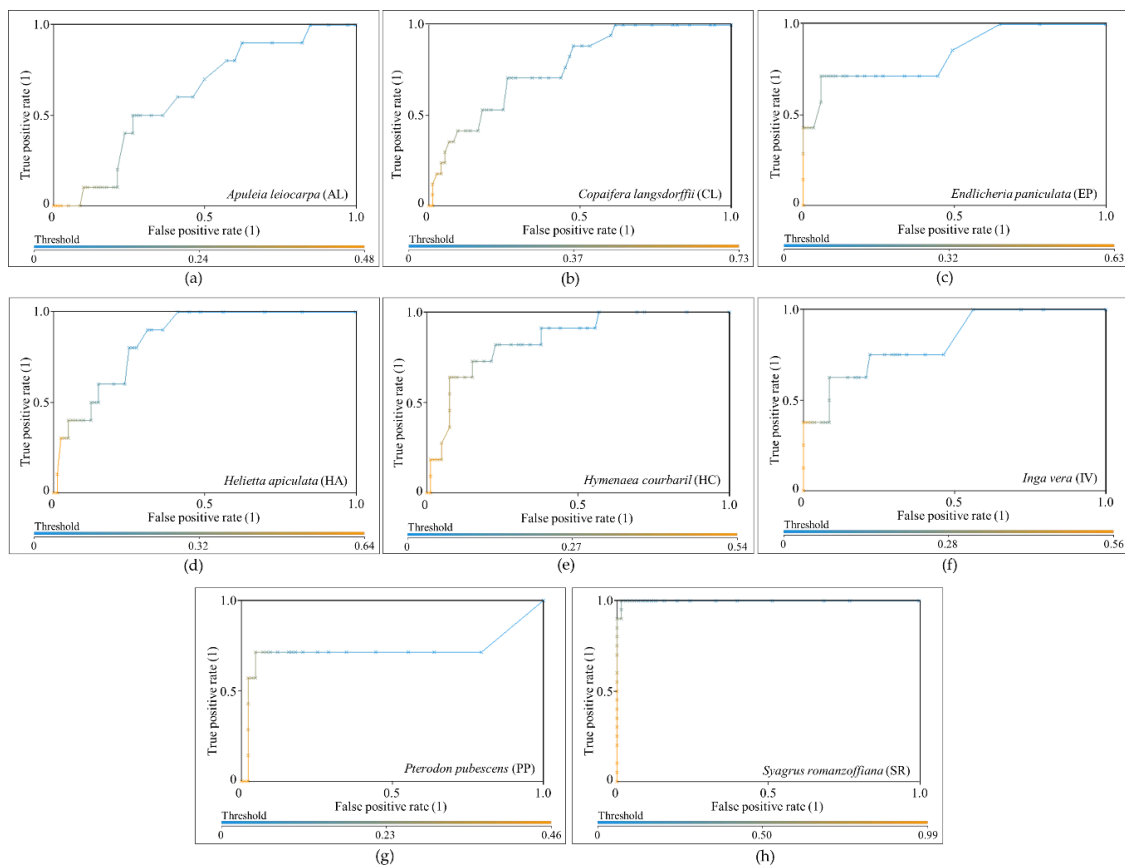 1.0
True positive rate (1)
0.5
0
Apuleia leiocarpa (AL)
0 0.5 1.0
False positive rate (1)
Threshold
0 0.24 0.48
(a)
1.0
True positive rate (1)
0.5
0
Copaifera langsdorffii (CL)
0 0.5 1.0
False positive rate (1)
Threshold
0 0.37 0.73
(b)
1.0
True positive rate (1)
0.5
0
Endlicheria paniculata (EP)
0 0.5 1.0
False positive rate (1)
Threshold
0 0.32 0.63
(c)
1.0
True positive rate (1)
0.5
0
Helietta apiculata (HA)
0 0.5 1.0
False positive rate (1)
Threshold
0 0.32 0.64
(d)
1.0
True positive rate (1)
0.5
0
Hymenaea courbaril (HC)
0 0.5 1.0
False positive rate (1)
Threshold
0 0.27 0.54
(e)
1.0
True positive rate (1)
0.5
0
Inga vera (IV)
0 0.5 1.0
False positive rate (1)
Threshold
0 0.28 0.56
(f)
1.0
True positive rate (1)
0.5
0
Pterodon pubescens (PP)
0 0.5 1.0
False positive rate (1)
Threshold
0 0.23 0.46
(g)
1.0
True positive rate (1)
0.5
0
Syagrus romanzoffiana (SR)
0 0.5 1.0
False positive rate (1)
Threshold
0 0.50 0.99
(h)